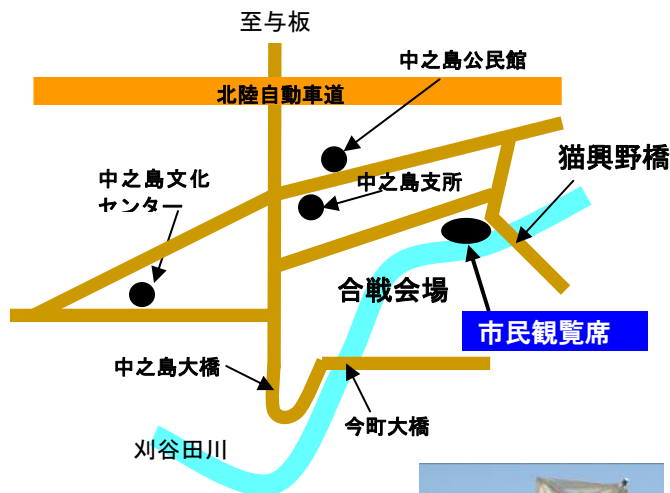 至与板
中之島公民館
北陸自動車道
猫興野橋
中之島文化
センター
中之島支所
合戦会場
市民観覧席
中之島大橋
今町大橋
刈谷田川